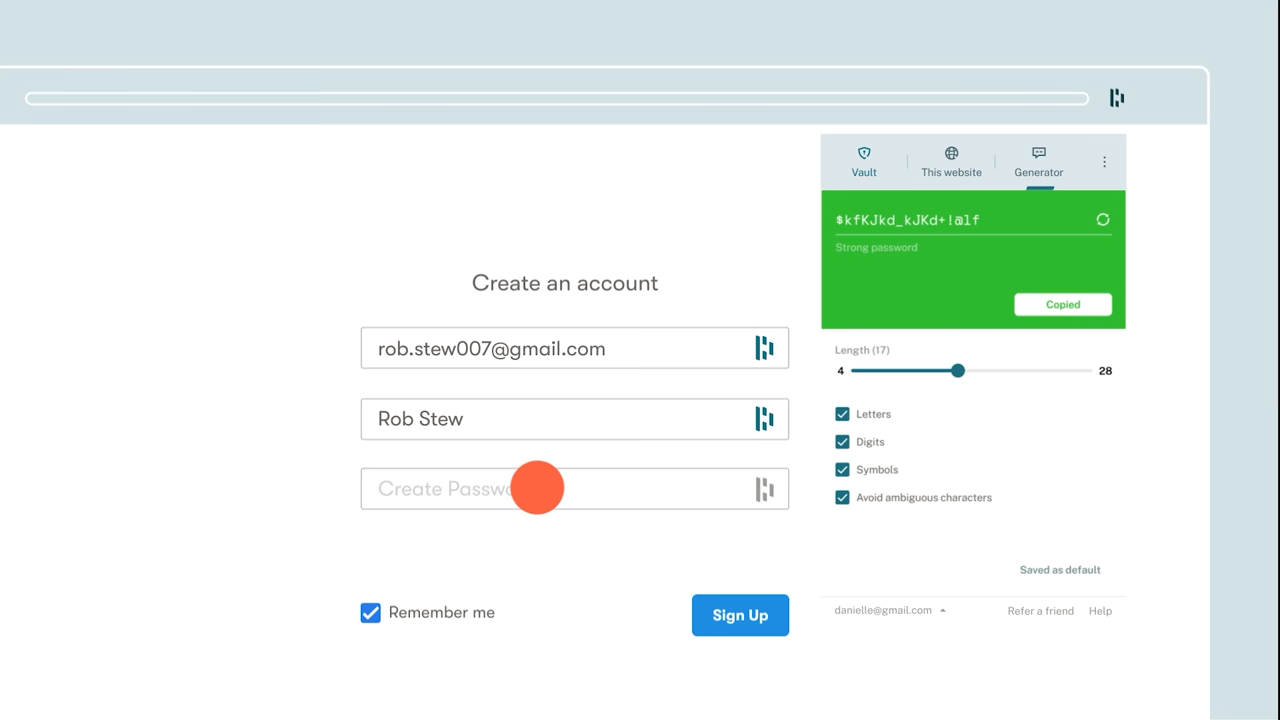 Vault
This website
Generator
$kfKJkd_kJKd+!@lf
Strong password
Copied
Create an account
rob.stew007@gmail.com
Rob Stew
Create Passwo
Remember me
Sign Up
Length (17)
4
28
Letters
Digits
Symbols
Avoid ambiguous characters
Saved as default
danielle@gmail.com
Refer a friend
Help